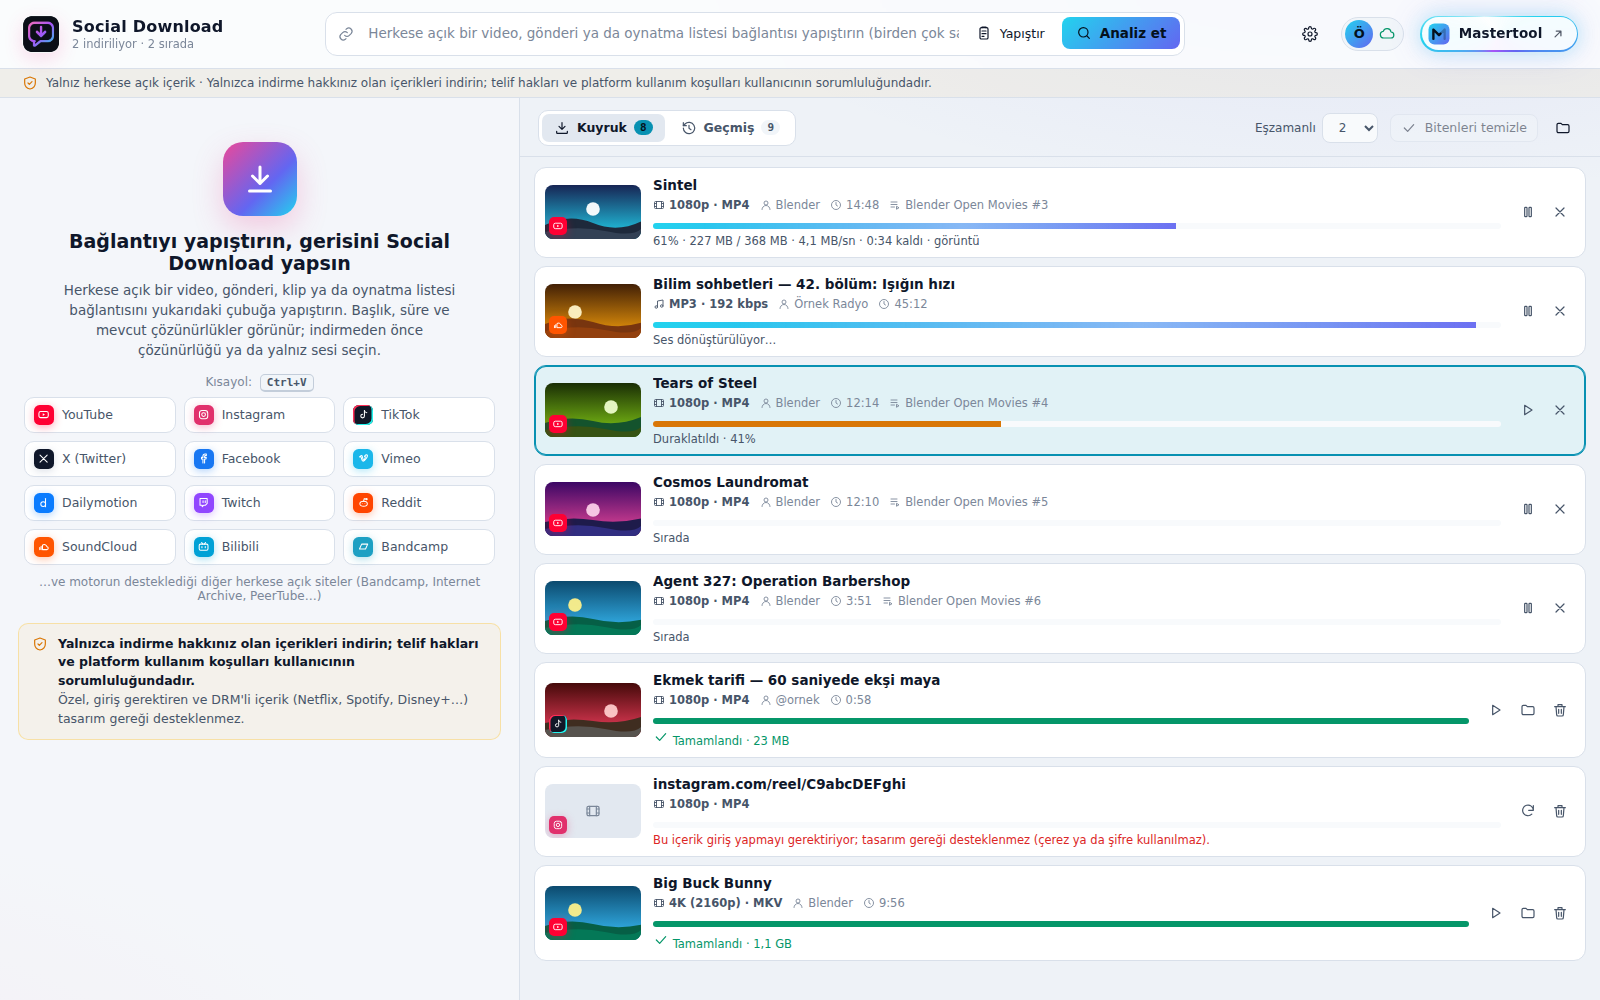 Social Download
2 indiriliyor · 2 sırada
Herkese açık bir video, gönderi ya da oynatma listesi bağlantısı yapıştırın (birden çok sa
Yapıştır
Analiz et
Ö
Mastertool
Yalnız herkese açık içerik · Yalnızca indirme hakkınız olan içerikleri indirin; telif hakları ve platform kullanım koşulları kullanıcının sorumluluğundadır.
Bağlantıyı yapıştırın, gerisini Social
Download yapsın
Herkese açık bir video, gönderi, klip ya da oynatma listesi
bağlantısını yukarıdaki çubuğa yapıştırın. Başlık, süre ve
mevcut çözünürlükler görünür; indirmeden önce
çözünürlüğü ya da yalnız sesi seçin.
Kısayol: Ctrl+V
YouTube
Instagram
TikTok
X (Twitter)
Facebook
Vimeo
Dailymotion
Twitch
Reddit
SoundCloud
Bilibili
Bandcamp
…ve motorun desteklediği diğer herkese açık siteler (Bandcamp, Internet
Archive, PeerTube…)
Yalnızca indirme hakkınız olan içerikleri indirin; telif hakları
ve platform kullanım koşulları kullanıcının
sorumluluğundadır.
Özel, giriş gerektiren ve DRM'li içerik (Netflix, Spotify, Disney+…)
tasarım gereği desteklenmez.
Kuyruk 8
Geçmiş 9
Eşzamanlı 2
Bitenleri temizle
Sintel
1080p · MP4 Blender 14:48 Blender Open Movies #3
61% · 227 MB / 368 MB · 4,1 MB/sn · 0:34 kaldı · görüntü
Bilim sohbetleri — 42. bölüm: Işığın hızı
MP3 · 192 kbps Örnek Radyo 45:12
Ses dönüştürülüyor…
Tears of Steel
1080p · MP4 Blender 12:14 Blender Open Movies #4
Duraklatıldı · 41%
Cosmos Laundromat
1080p · MP4 Blender 12:10 Blender Open Movies #5
Sırada
Agent 327: Operation Barbershop
1080p · MP4 Blender 3:51 Blender Open Movies #6
Sırada
Ekmek tarifi — 60 saniyede ekşi maya
1080p · MP4 @ornek 0:58
Tamamlandı · 23 MB
instagram.com/reel/C9abcDEFghi
1080p · MP4
Bu içerik giriş yapmayı gerektiriyor; tasarım gereği desteklenmez (çerez ya da şifre kullanılmaz).
Big Buck Bunny
4K (2160p) · MKV Blender 9:56
Tamamlandı · 1,1 GB